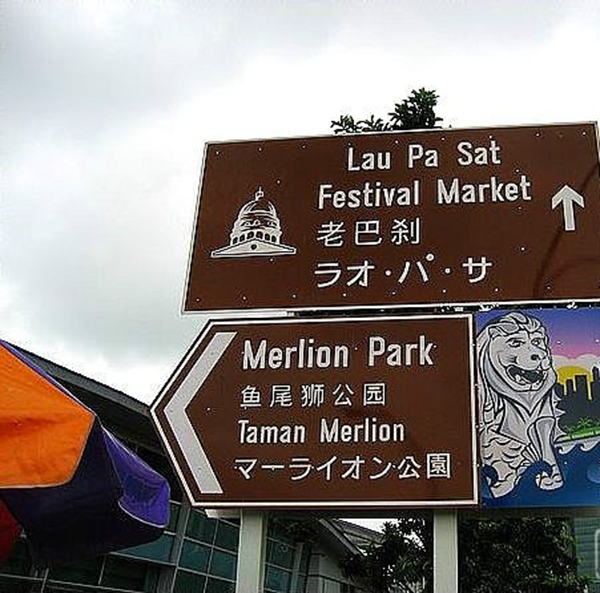 Lau Pa Sat
Festival Market
老巴刹
ラオ・パ・サ
Merlion Park
鱼尾狮公园
Taman Merlion
マーライオン公園